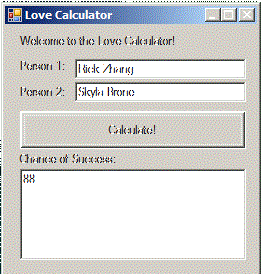 Love Calculator
Welcome to the Love Calculator!
Person 1: Rick Zhang
Person 2: Skyla Brone
Calculate!
Chance of Success:
88